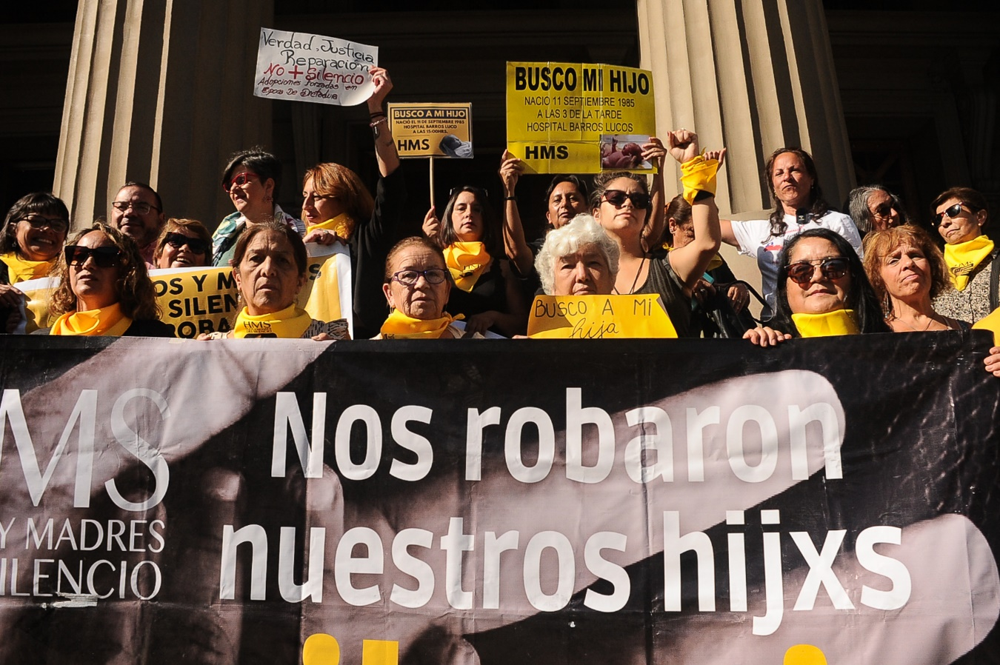 Verdad, Justicia
Reparación
No + Silencio
Adopciones Forzadas en
Epoca De Dictadura
BUSCO A MI HIJO
NACIÓ EL 11 DE SEPTIEMBRE 1985
HOSPITAL BARROS LUCO
A LAS 15:00HRS.
HMS
BUSCO MI HIJO
NACIO 11 SEPTIEMBRE 1985
A LAS 3 DE LA TARDE
HOSPITAL BARROS LUCOS
HMS
OS Y M
S
SILEN
ROBA
HMS
BUSCO A Mi
hija
MS
Y MADRES
ILENCIO
Nos robaron
nuestros hijxs